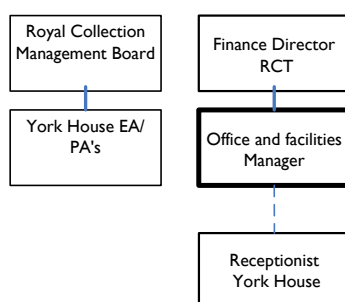 Royal Collection
Management Board
Finance Director
RCT
York House EA/
PA's
Office and facilities
Manager
Receptionist
York House